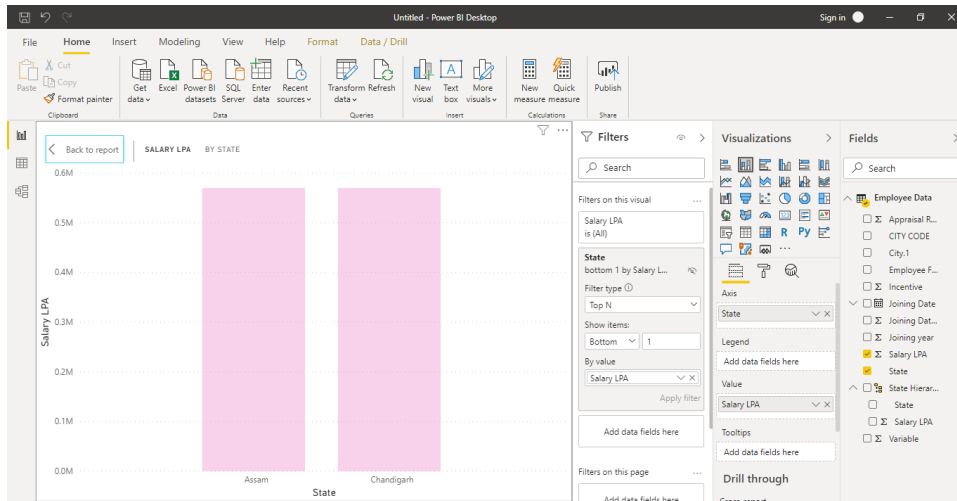 Untitled - Power BI Desktop
Sign in
File Home Insert Modeling View Help Format Data / Drill
Paste
Cut
Copy
Format painter
Get data
Excel
Power BI datasets
SQL Server
Enter data
Recent sources
Transform data
Refresh
New visual
Text box
More visuals
New measure
Quick measure
Publish
Clipboard
Data
Queries
Insert
Calculations
Share
Back to report
SALARY LPA BY STATE
0.6M
0.5M
0.4M
0.3M
0.2M
0.1M
0.0M
Salary LPA
Assam Chandigarh
State
Filters
Search
Filters on this visual
Salary LPA
is (All)
State
bottom 1 by Salary L...
Filter type
Top N
Show items:
Bottom 1
By value
Salary LPA
Apply filter
Add data fields here
Filters on this page
Add data fields here
Visualizations
R Py
Axis
State
Legend
Add data fields here
Value
Salary LPA
Tooltips
Add data fields here
Drill through
Cross-report
Fields
Search
Employee Data
Σ Appraisal R...
CITY CODE
City.1
Employee F...
Σ Incentive
Joining Date
Σ Joining Dat...
Σ Joining year
Σ Salary LPA
State
State Hierar...
State
Σ Salary LPA
Σ Variable